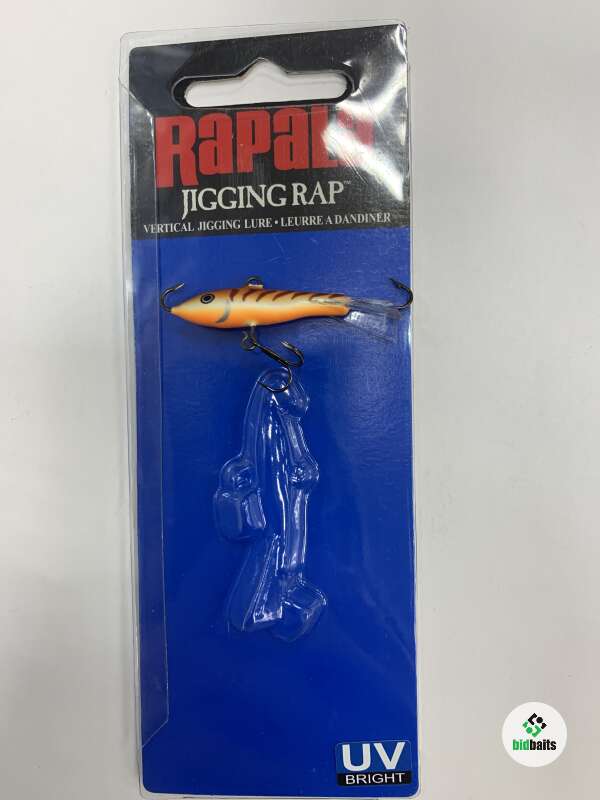 Rapala
JIGGING RAP™
VERTICAL JIGGING LURE • LEURRE A DANDINER
UV
BRIGHT
bidbaits